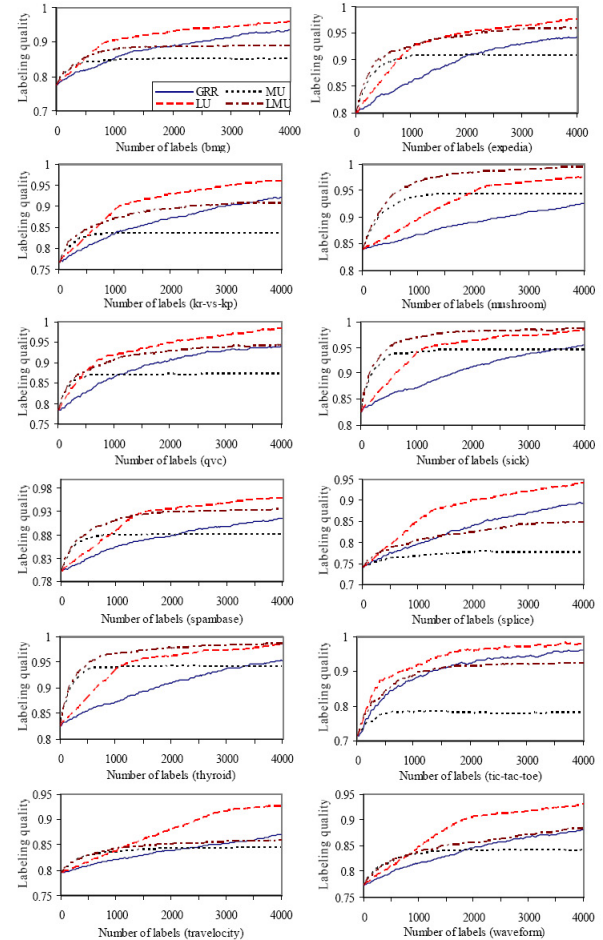 Labeling quality
1
0.9
0.8
0.7
GRR MU
LU LMU
0 1000 2000 3000 4000
Number of labels (bmg)
Labeling quality
1
0.95
0.9
0.85
0.8
0 1000 2000 3000 4000
Number of labels (expedia)
Labeling quality
1
0.95
0.9
0.85
0.8
0.75
0 1000 2000 3000 4000
Number of labels (kr-vs-kp)
Labeling quality
1
0.95
0.9
0.85
0.8
0 1000 2000 3000 4000
Number of labels (mushroom)
Labeling quality
1
0.95
0.9
0.85
0.8
0.75
0 1000 2000 3000 4000
Number of labels (qvc)
Labeling quality
1
0.95
0.9
0.85
0.8
0 1000 2000 3000 4000
Number of labels (sick)
Labeling quality
0.98
0.93
0.88
0.83
0.78
0 1000 2000 3000 4000
Number of labels (spambase)
Labeling quality
0.95
0.9
0.85
0.8
0.75
0.7
0 1000 2000 3000 4000
Number of labels (splice)
Labeling quality
1
0.95
0.9
0.85
0.8
0 1000 2000 3000 4000
Number of labels (thyroid)
Labeling quality
1
0.9
0.8
0.7
0 1000 2000 3000 4000
Number of labels (tic-tac-toe)
Labeling quality
0.95
0.9
0.85
0.8
0.75
0 1000 2000 3000 4000
Number of labels (travelocity)
Labeling quality
0.95
0.9
0.85
0.8
0.75
0 1000 2000 3000 4000
Number of labels (waveform)